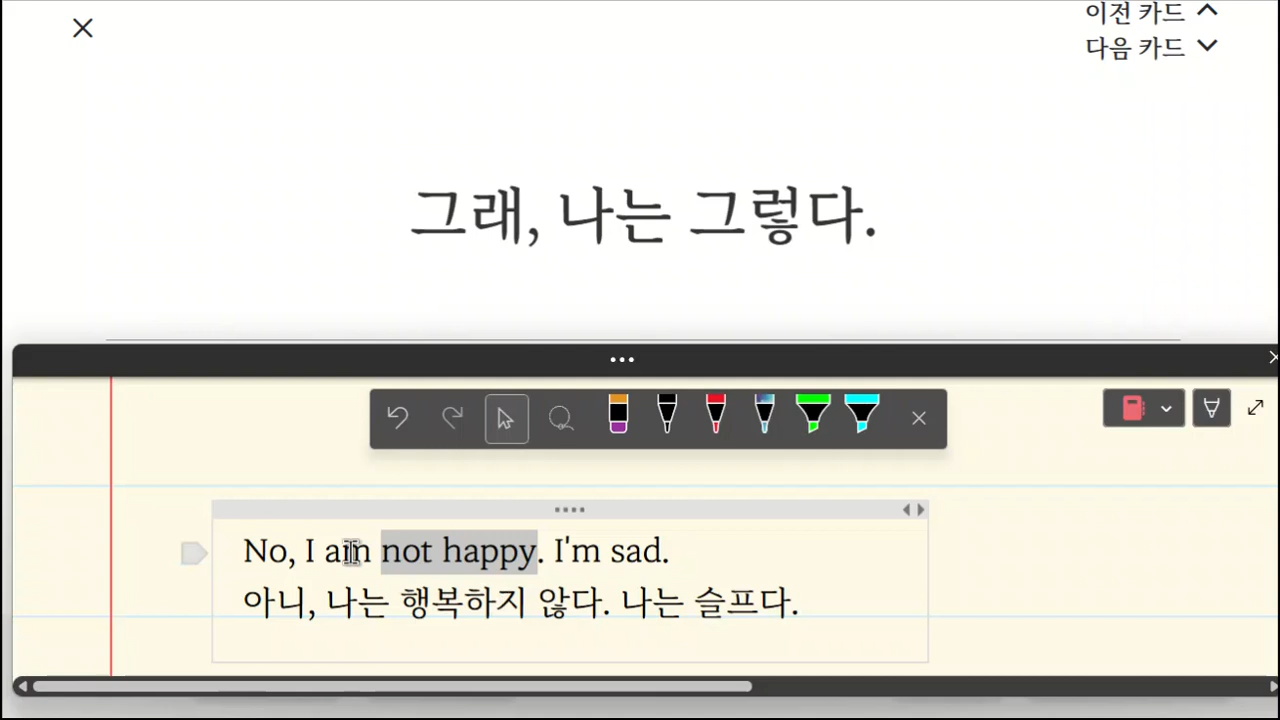 이전 카드
다음 카드
그래, 나는 그렇다.
No, I am not happy. I'm sad.
아니, 나는 행복하지 않다. 나는 슬프다.